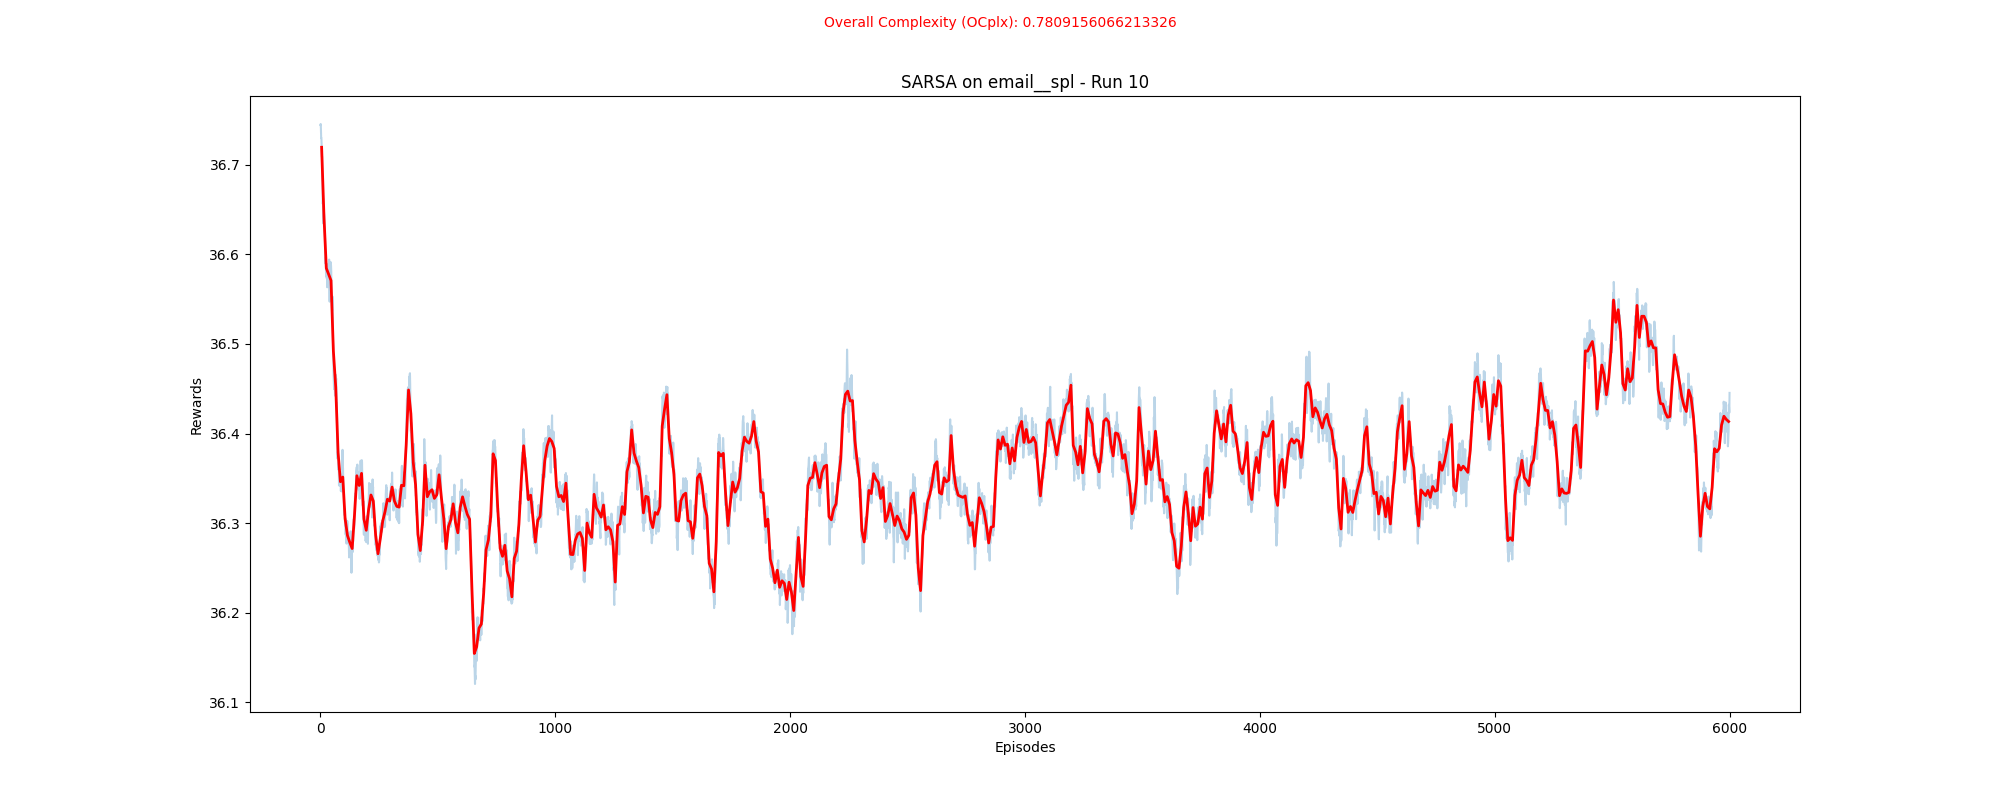 Overall Complexity (OCplx): 0.7809156066213326
SARSA on email__spl - Run 10
Rewards
36.7
36.6
36.5
36.4
36.3
36.2
36.1
0 1000 2000 3000 4000 5000 6000
Episodes